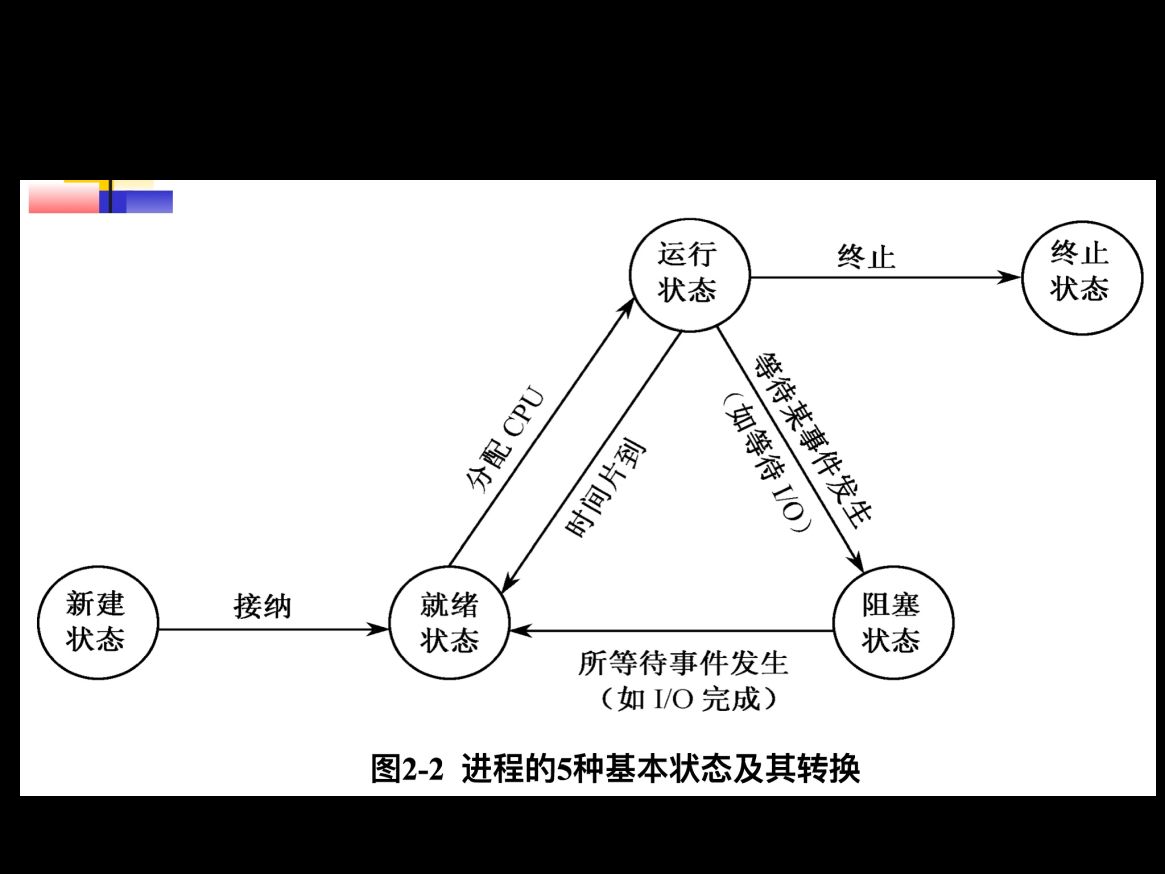 运行
状态
终止
终止
状态
分配 CPU
时间片到
等待某事件发生
（如等待 I/O）
新建
状态
接纳
就绪
状态
阻塞
状态
所等待事件发生
（如 I/O 完成）
图2-2 进程的5种基本状态及其转换